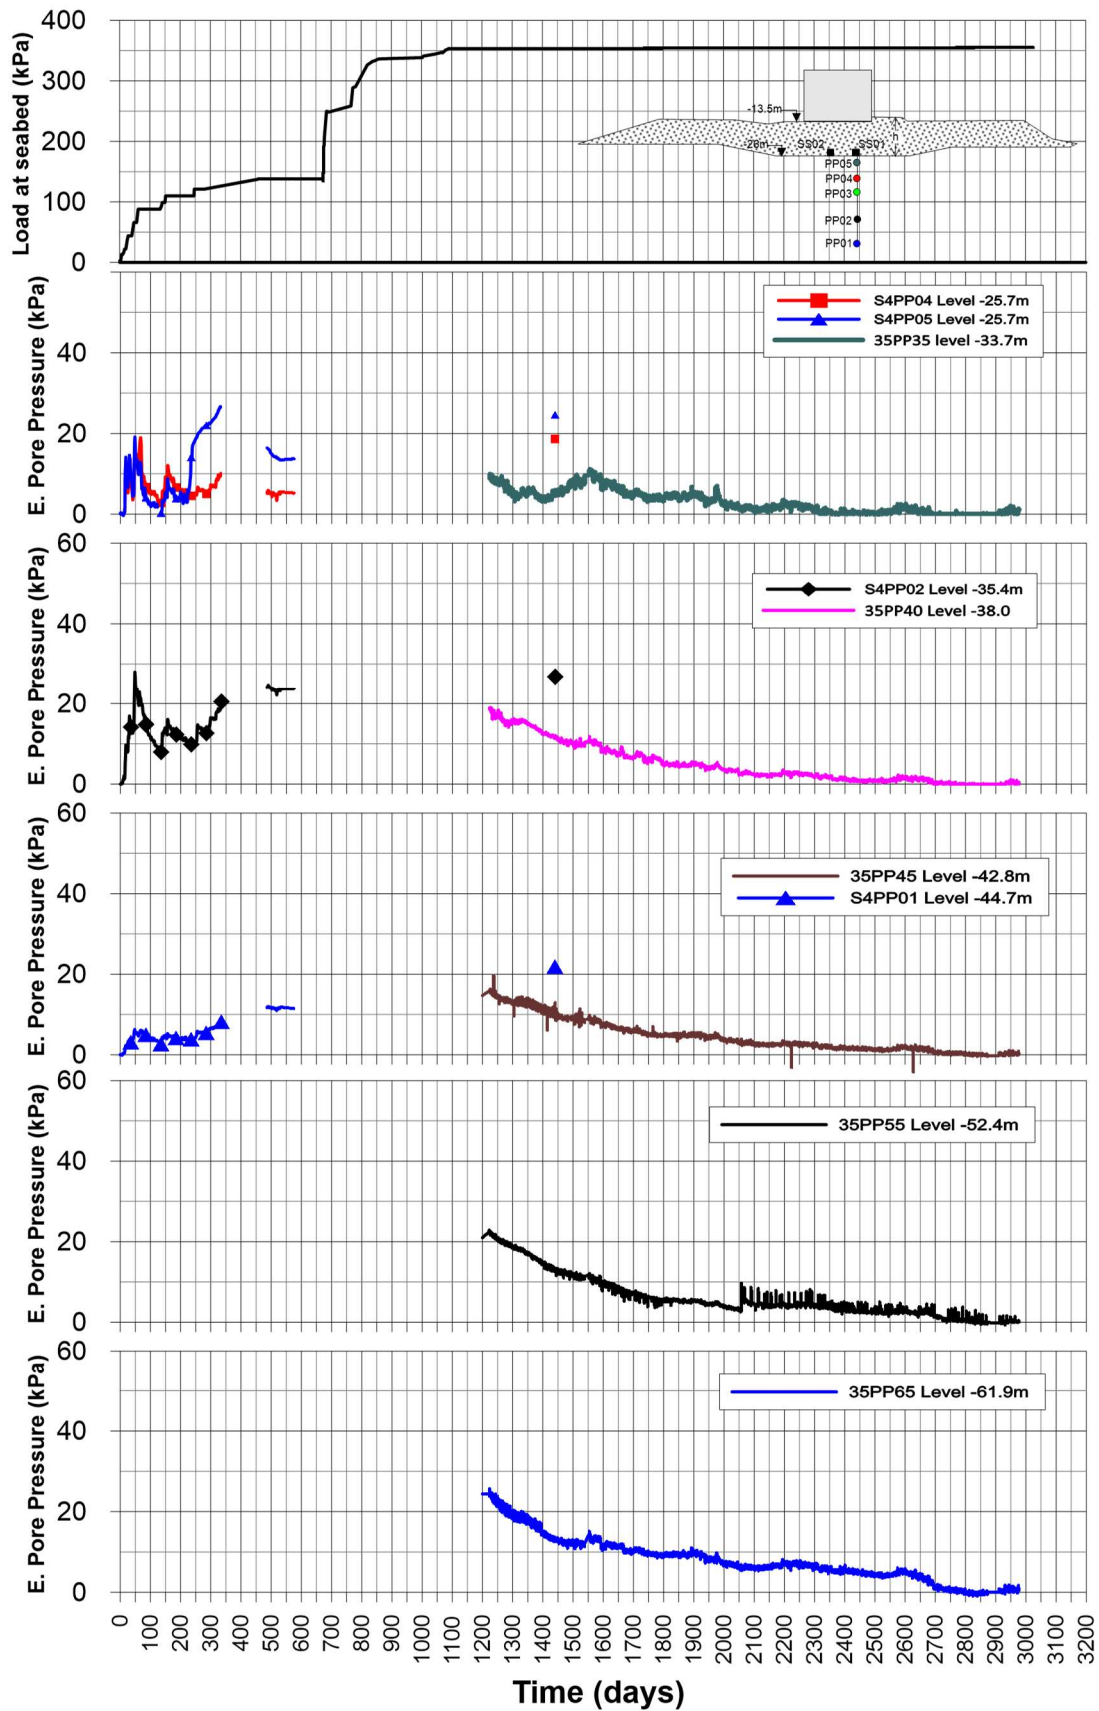 Load at seabed (kPa)
400
300
200
100
0
-13.5m
h
-28m
SS02
SS01
PP05
PP04
PP03
PP02
PP01
E. Pore Pressure (kPa)
40
20
0
S4PP04 Level -25.7m
S4PP05 Level -25.7m
35PP35 level -33.7m
E. Pore Pressure (kPa)
60
40
20
0
S4PP02 Level -35.4m
35PP40 Level -38.0
E. Pore Pressure (kPa)
60
40
20
0
35PP45 Level -42.8m
S4PP01 Level -44.7m
E. Pore Pressure (kPa)
60
40
20
0
35PP55 Level -52.4m
E. Pore Pressure (kPa)
60
40
20
0
35PP65 Level -61.9m
0 100 200 300 400 500 600 700 800 900 1000 1100 1200 1300 1400 1500 1600 1700 1800 1900 2000 2100 2200 2300 2400 2500 2600 2700 2800 2900 3000 3100 3200
Time (days)